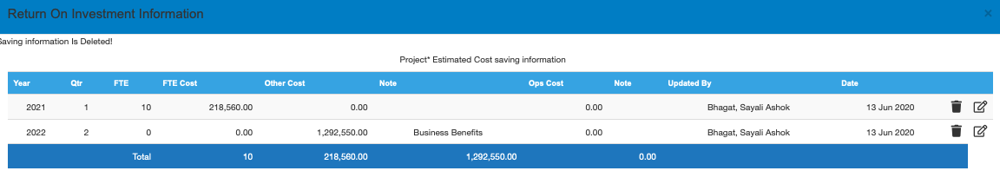 Return On Investment Information ×
Saving information Is Deleted!
Project* Estimated Cost saving information
Year Qtr FTE FTE Cost Other Cost Note Ops Cost Note Updated By Date
2021 1 10 218,560.00 0.00 0.00 Bhagat, Sayali Ashok 13 Jun 2020
2022 2 0 0.00 1,292,550.00 Business Benefits 0.00 Bhagat, Sayali Ashok 13 Jun 2020
Total 10 218,560.00 1,292,550.00 0.00